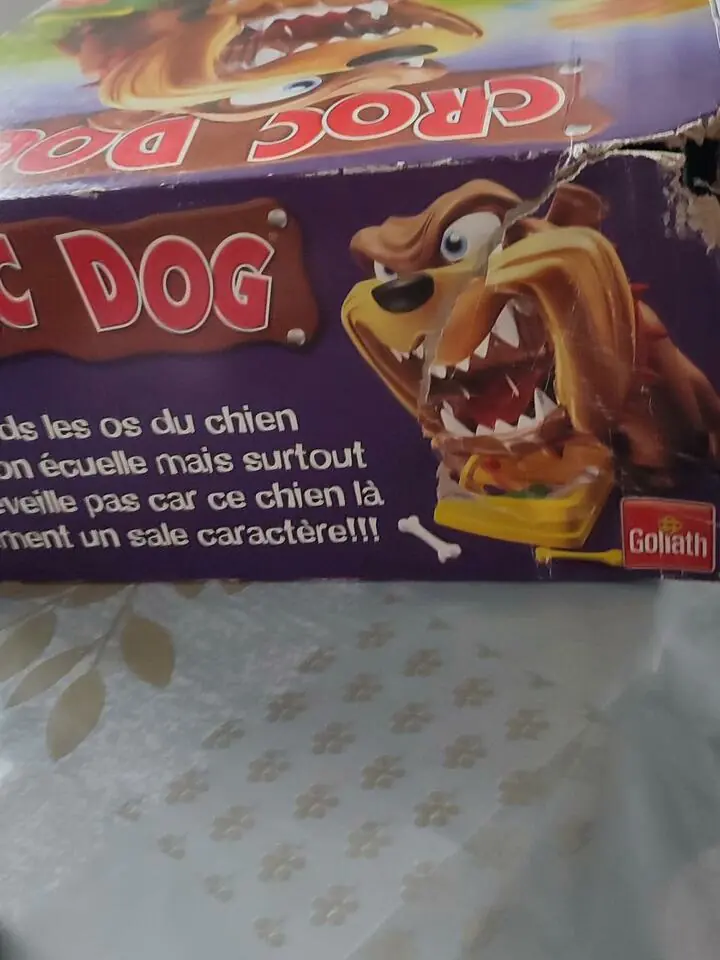 CROC DO
C DOG
ds les os du chien
on écuelle mais surtout
eveille pas car ce chien là
ment un sale caractère!!!
Goliath